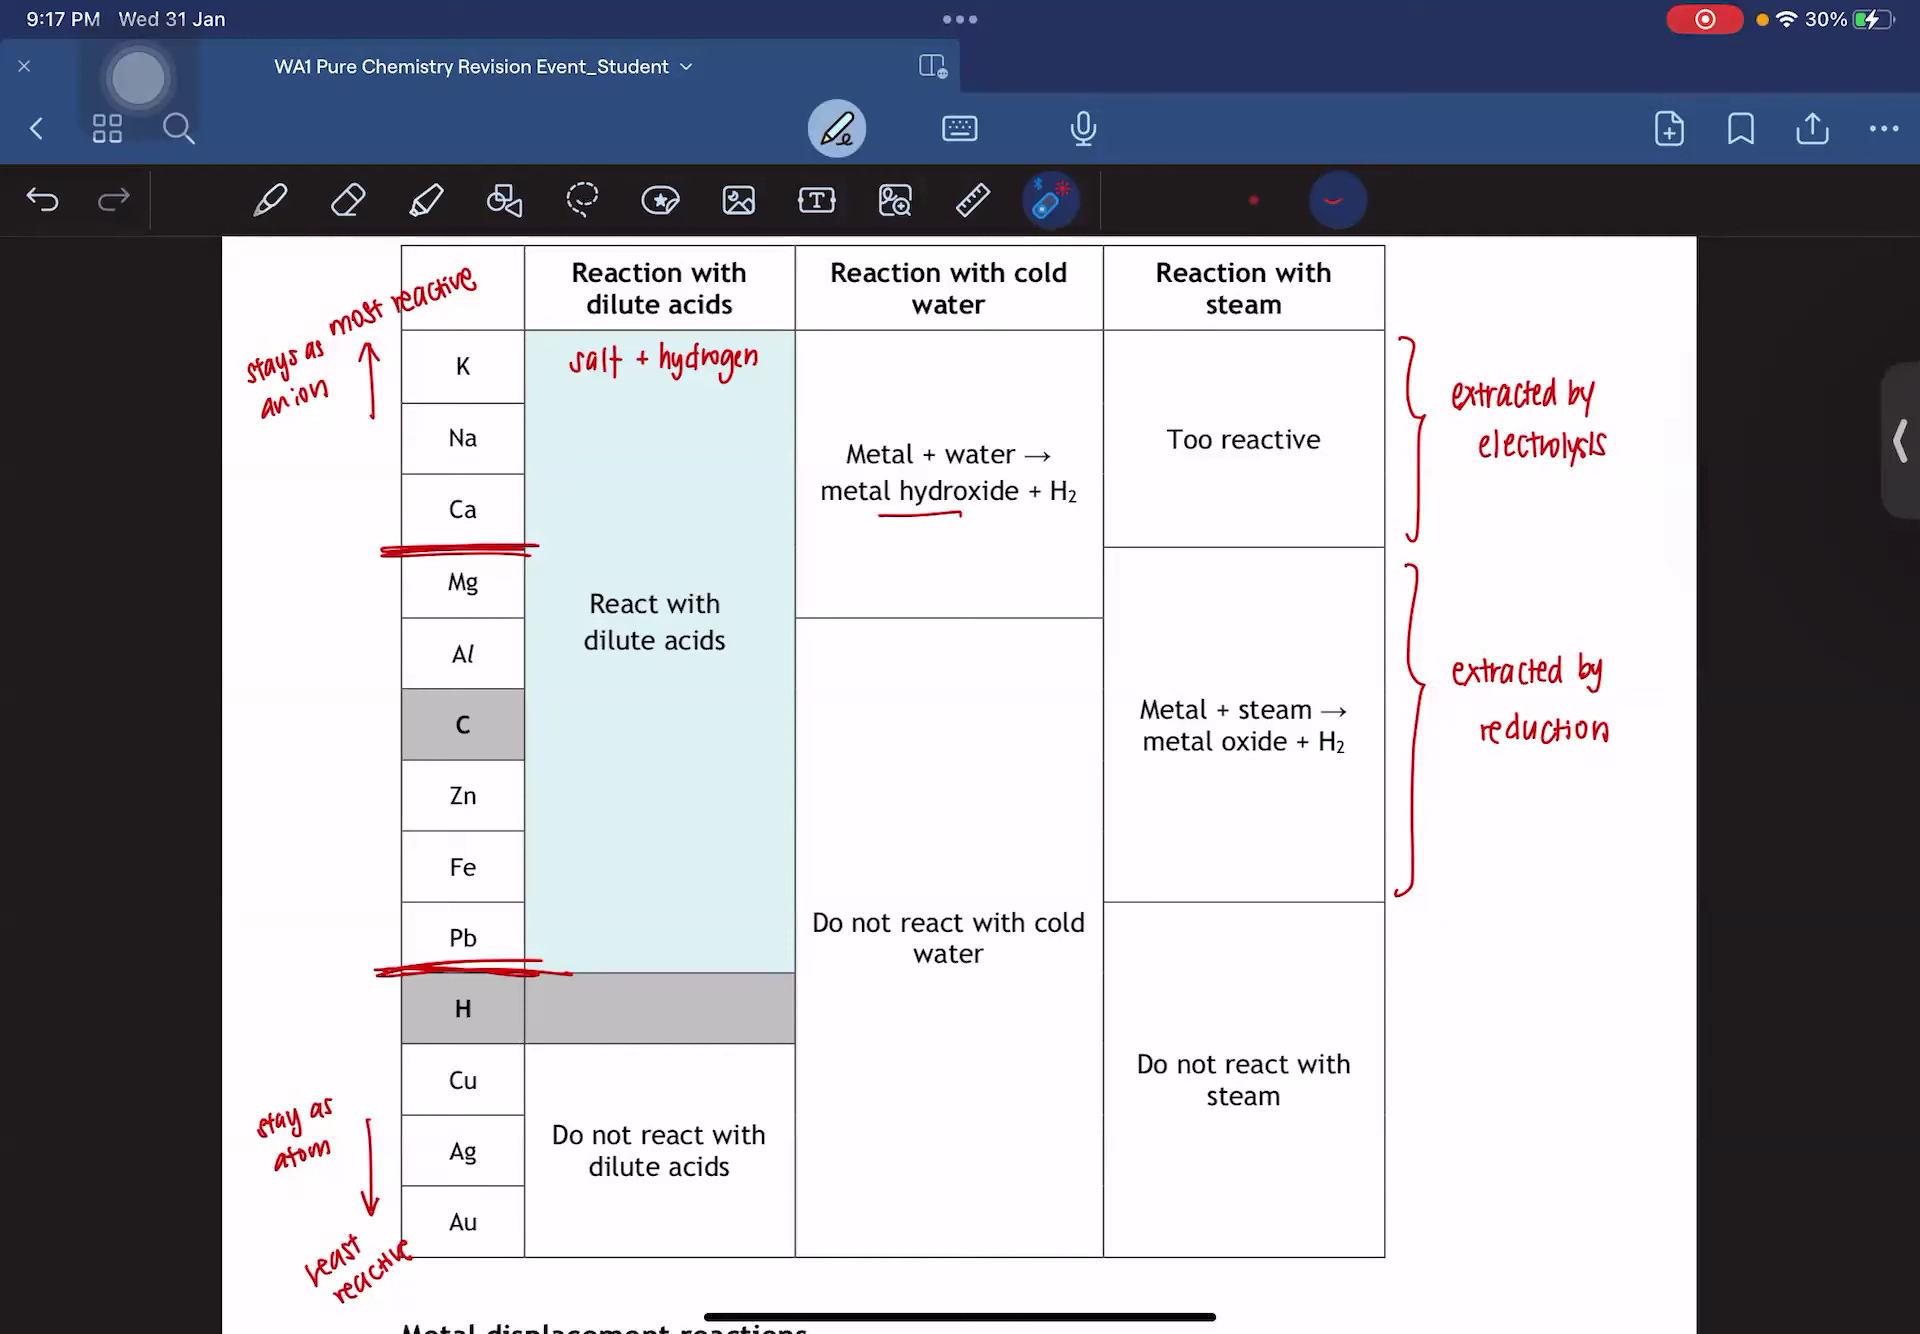 9:17 PM Wed 31 Jan
30%
WA1 Pure Chemistry Revision Event_Student
Reaction with dilute acids
Reaction with cold water
Reaction with steam
most reactive
stays as anion
K
salt + hydrogen
Na
Metal + water →
metal hydroxide + H₂
Too reactive
extracted by
electrolysis
Ca
Mg
React with
dilute acids
Al
C
Metal + steam →
metal oxide + H₂
extracted by
reduction
Zn
Fe
Pb
Do not react with cold
water
H
Cu
Do not react with
steam
stay as
atom
Ag
Do not react with
dilute acids
Au
least
reactive
Metal displacement reactions